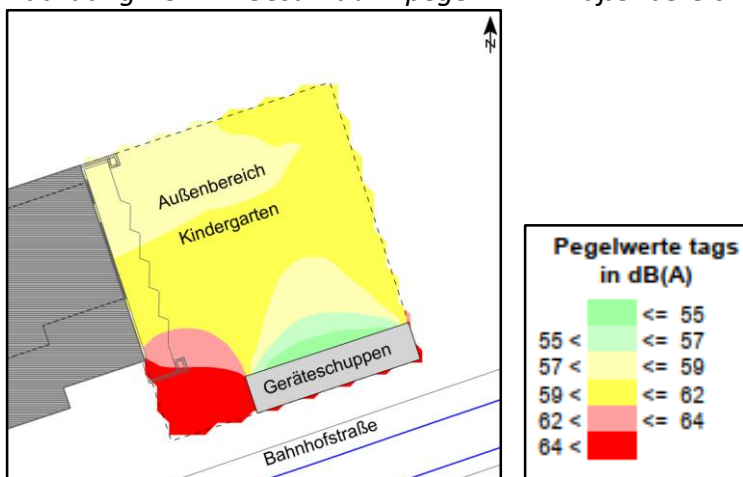 N
Außenbereich
Kindergarten
Geräteschuppen
Bahnhofstraße
Pegelwerte tags
in dB(A)
<= 55
55 < <= 57
57 < <= 59
59 < <= 62
62 < <= 64
64 <